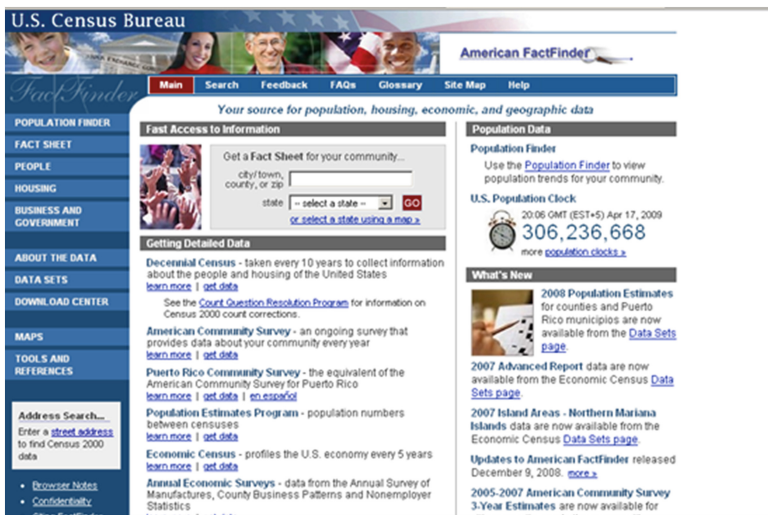 U.S. Census Bureau
American FactFinder
FactFinder
Main Search Feedback FAQs Glossary Site Map Help
Your source for population, housing, economic, and geographic data
POPULATION FINDER
FACT SHEET
PEOPLE
HOUSING
BUSINESS AND
GOVERNMENT
ABOUT THE DATA
DATA SETS
DOWNLOAD CENTER
MAPS
TOOLS AND
REFERENCES
Address Search...
Enter a street address
to find Census 2000
data
• Browser Notes
• Confidentiality
Fast Access to Information
Get a Fact Sheet for your community...
city/town,
county, or zip
state -- select a state -- GO
or select a state using a map »
Getting Detailed Data
Decennial Census - taken every 10 years to collect information
about the people and housing of the United States
learn more | get data
See the Count Question Resolution Program for information on
Census 2000 count corrections.
American Community Survey - an ongoing survey that
provides data about your community every year
learn more | get data
Puerto Rico Community Survey - the equivalent of the
American Community Survey for Puerto Rico
learn more | get data | en español
Population Estimates Program - population numbers
between censuses
learn more | get data
Economic Census - profiles the U.S. economy every 5 years
learn more | get data
Annual Economic Surveys - data from the Annual Survey of
Manufactures, County Business Patterns and Nonemployer
Statistics
Population Data
Population Finder
Use the Population Finder to view
population trends for your community.
U.S. Population Clock
20:06 GMT (EST+5) Apr 17, 2009
306,236,668
more population clocks »
What's New
2008 Population Estimates
for counties and Puerto
Rico municipios are now
available from the Data Sets
page.
2007 Advanced Report data are now
available from the Economic Census Data
Sets page.
2007 Island Areas - Northern Mariana
Islands data are now available from the
Economic Census Data Sets page.
Updates to American FactFinder released
December 9, 2008. more »
2005-2007 American Community Survey
3-Year Estimates are now available for